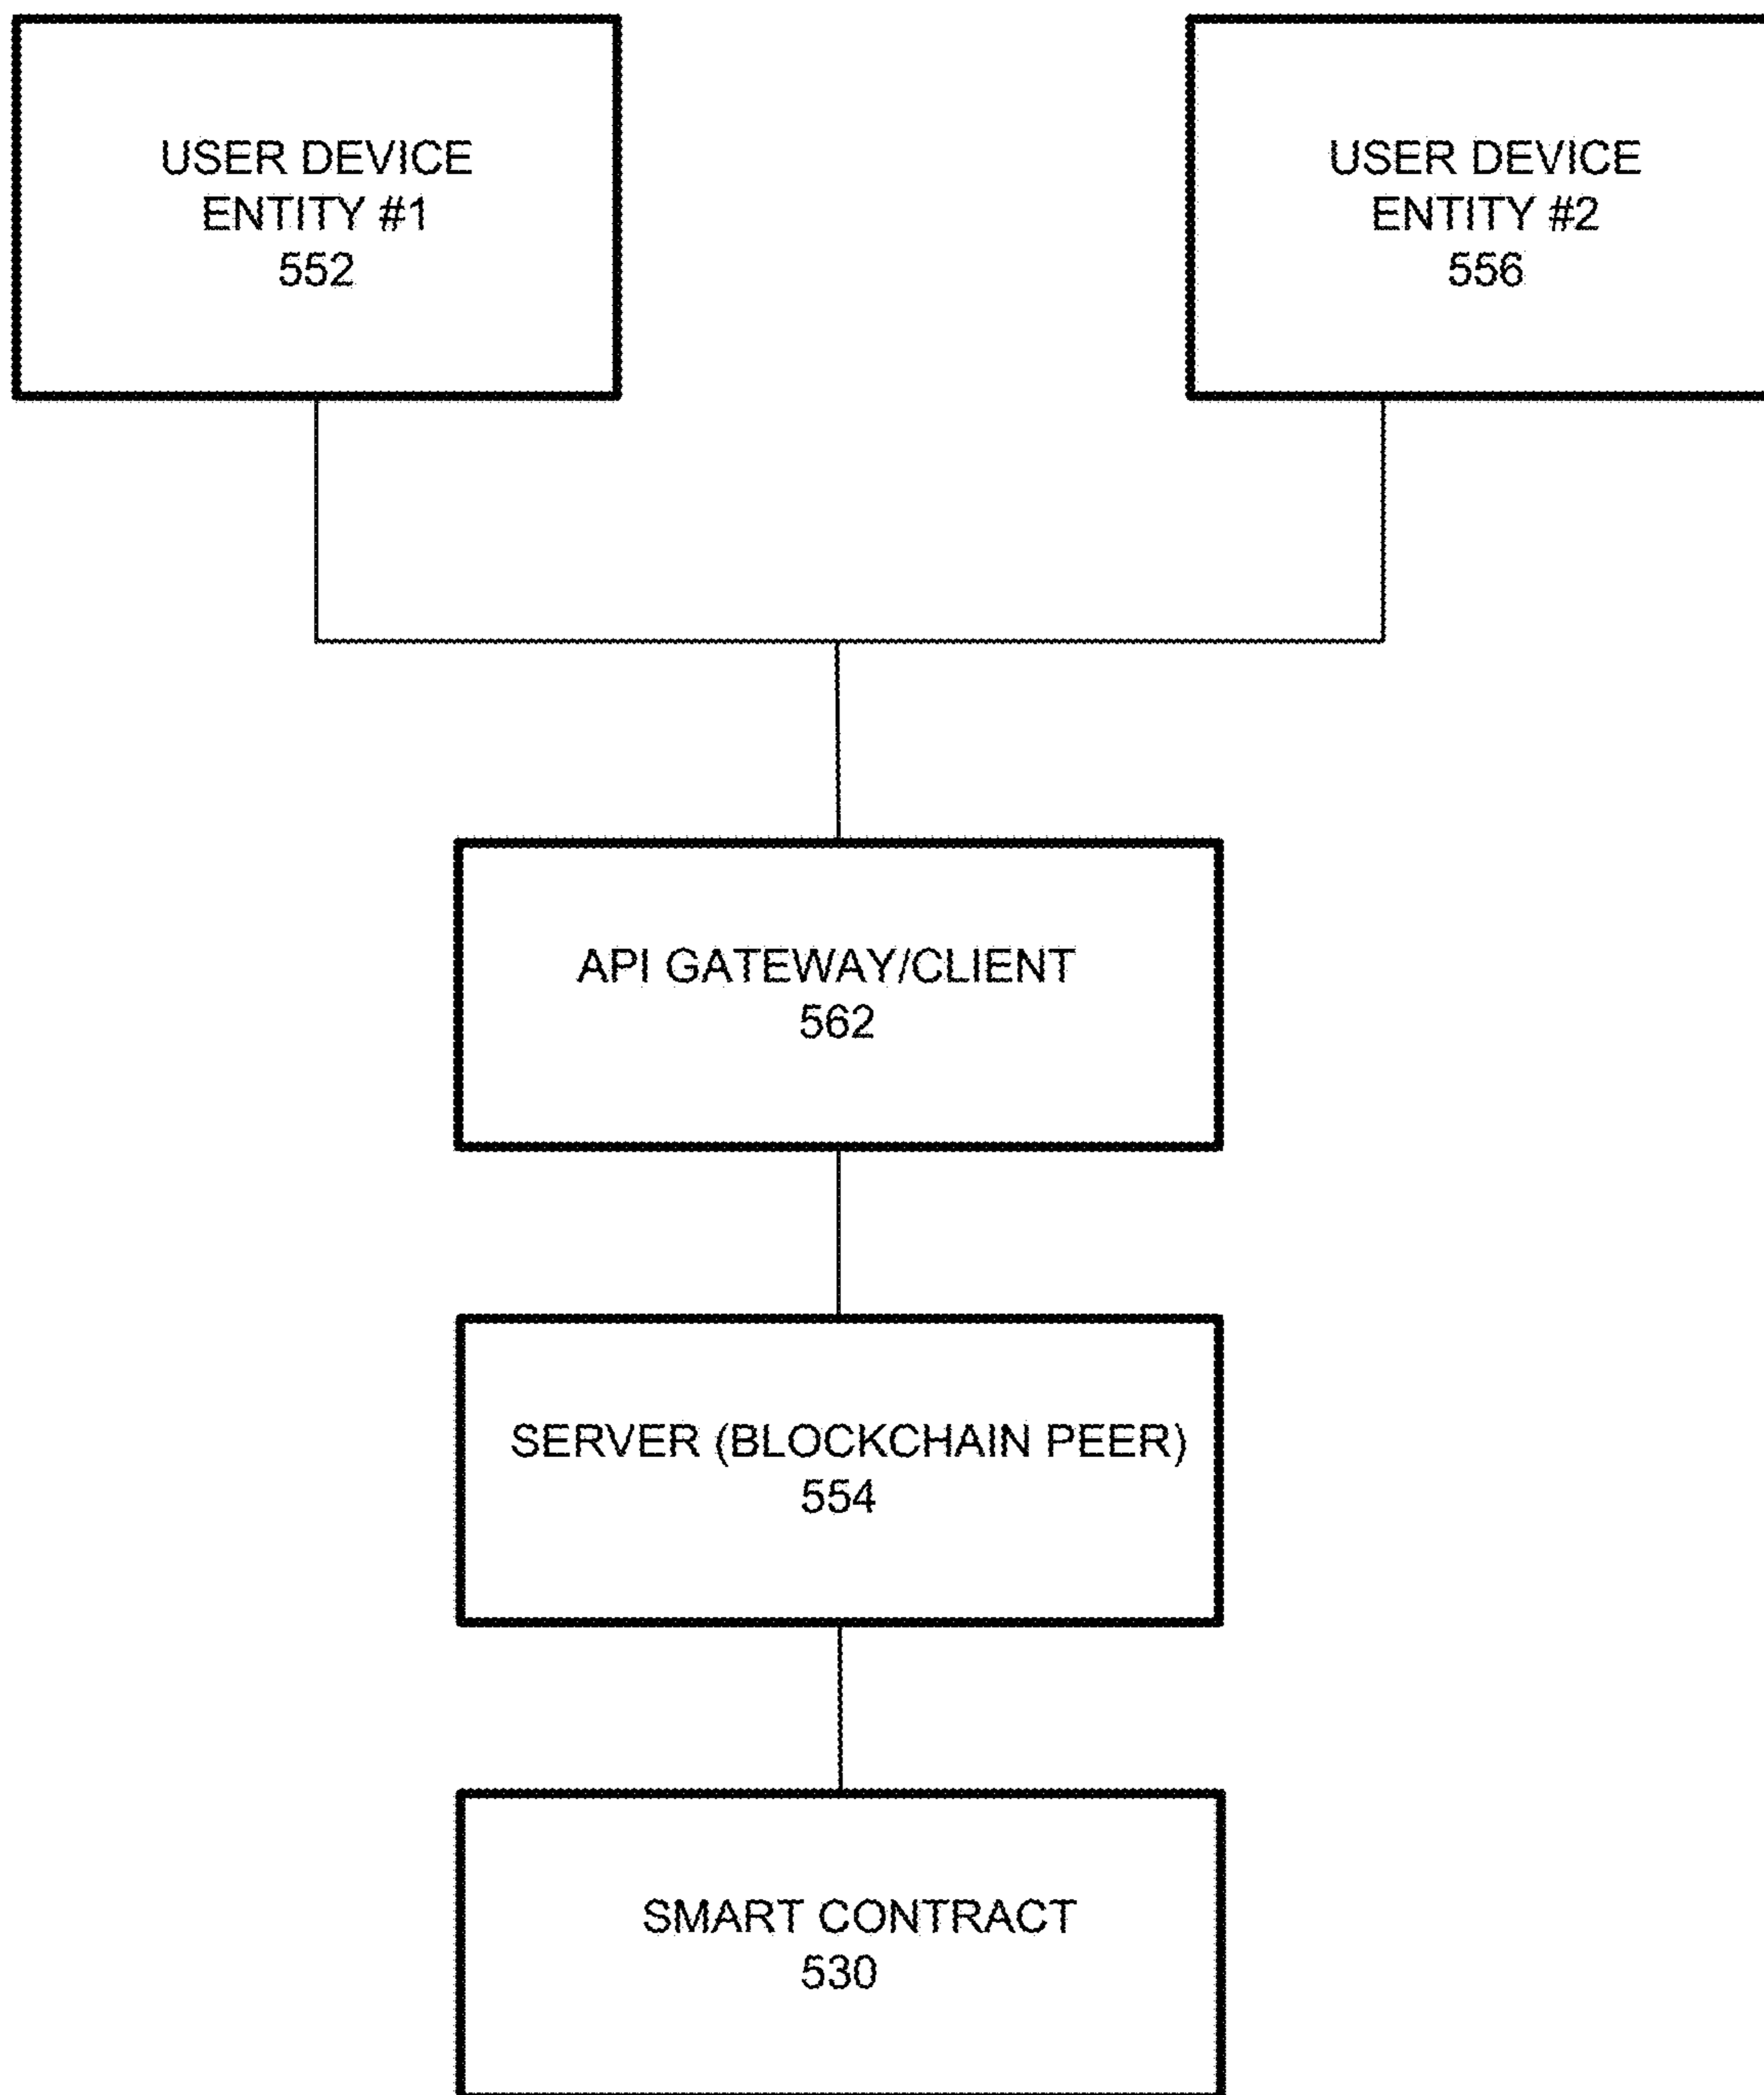 USER DEVICE
ENTITY #1
552
USER DEVICE
ENTITY #2
556
API GATEWAY/CLIENT
562
SERVER (BLOCKCHAIN PEER)
554
SMART CONTRACT
530